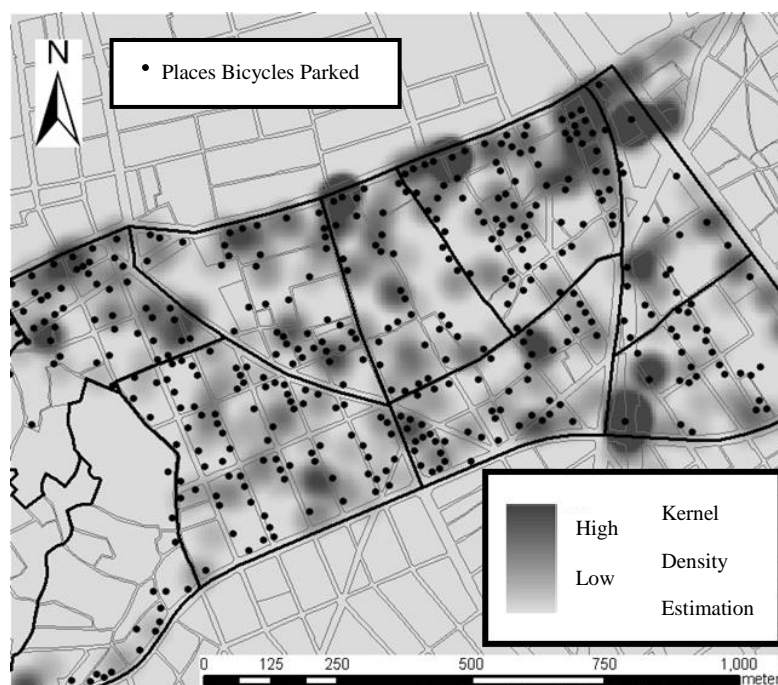 N
• Places Bicycles Parked
High Kernel
Low Density
Estimation
0 125 250 500 750 1,000
meter